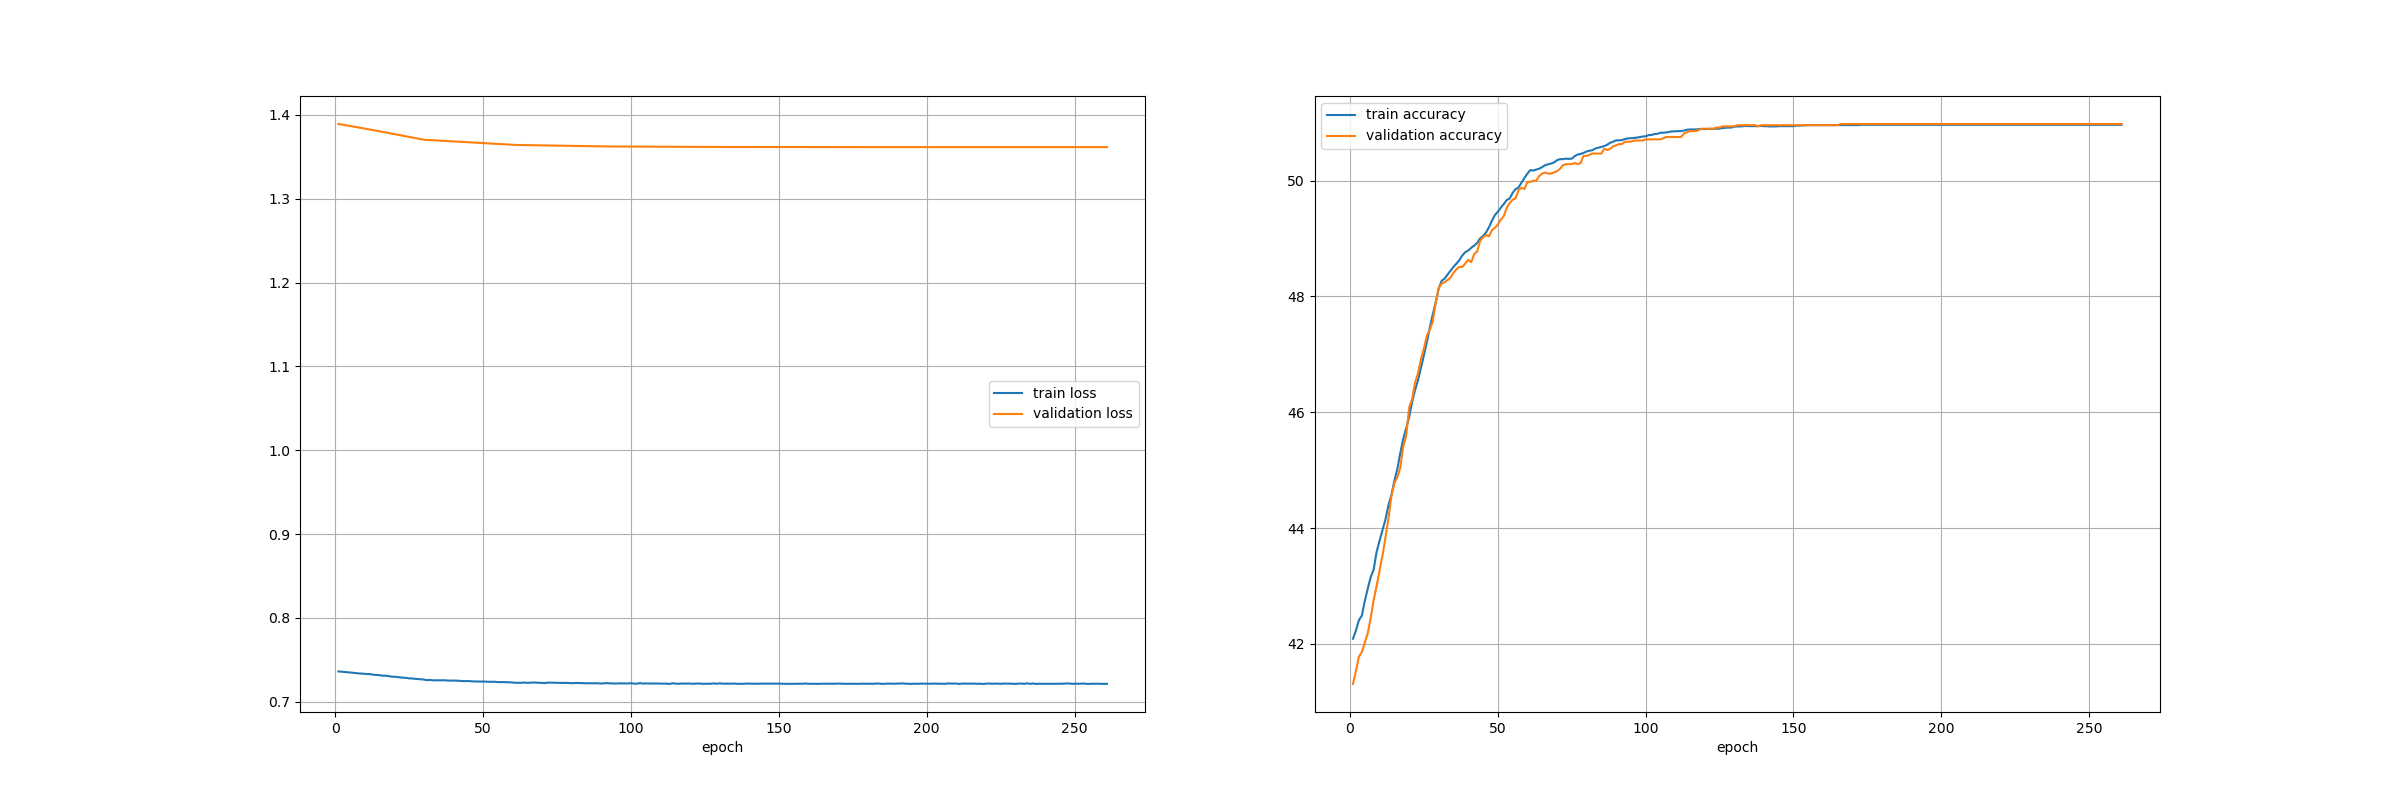 1.4
1.3
1.2
1.1
1.0
0.9
0.8
0.7
0 50 100 150 200 250
epoch
train loss
validation loss
train accuracy
validation accuracy
50
48
46
44
42
0 50 100 150 200 250
epoch